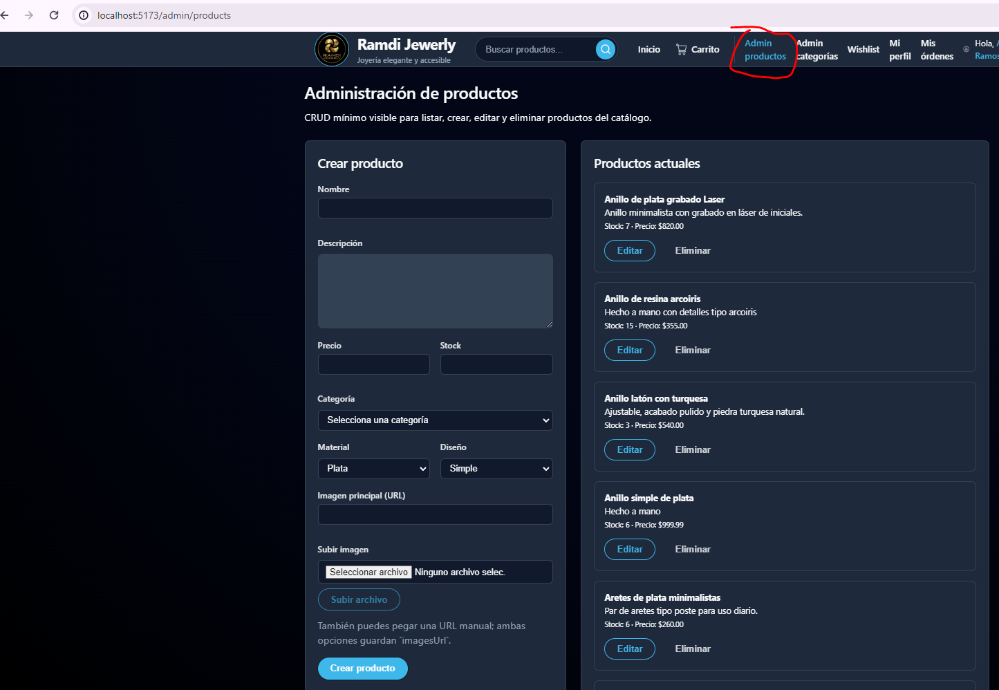 localhost:5173/admin/products
Ramdi Jewerly
Joyería elegante y accesible
Buscar productos...
Inicio
Carrito
Admin productos
Admin categorías
Wishlist
Mi perfil
Mis órdenes
Hola,
Ramos
Administración de productos
CRUD mínimo visible para listar, crear, editar y eliminar productos del catálogo.
Crear producto
Nombre
Descripción
Precio
Stock
Categoría
Selecciona una categoría
Material
Diseño
Plata
Simple
Imagen principal (URL)
Subir imagen
Seleccionar archivo Ninguno archivo selec.
Subir archivo
También puedes pegar una URL manual; ambas
opciones guardan `imagesUrl`.
Crear producto
Productos actuales
Anillo de plata grabado Laser
Anillo minimalista con grabado en láser de iniciales.
Stock: 7 · Precio: $820.00
Editar
Eliminar
Anillo de resina arcoiris
Hecho a mano con detalles tipo arcoiris
Stock: 15 · Precio: $355.00
Editar
Eliminar
Anillo latón con turquesa
Ajustable, acabado pulido y piedra turquesa natural.
Stock: 3 · Precio: $540.00
Editar
Eliminar
Anillo simple de plata
Hecho a mano
Stock: 6 · Precio: $999.99
Editar
Eliminar
Aretes de plata minimalistas
Par de aretes tipo poste para uso diario.
Stock: 6 · Precio: $260.00
Editar
Eliminar